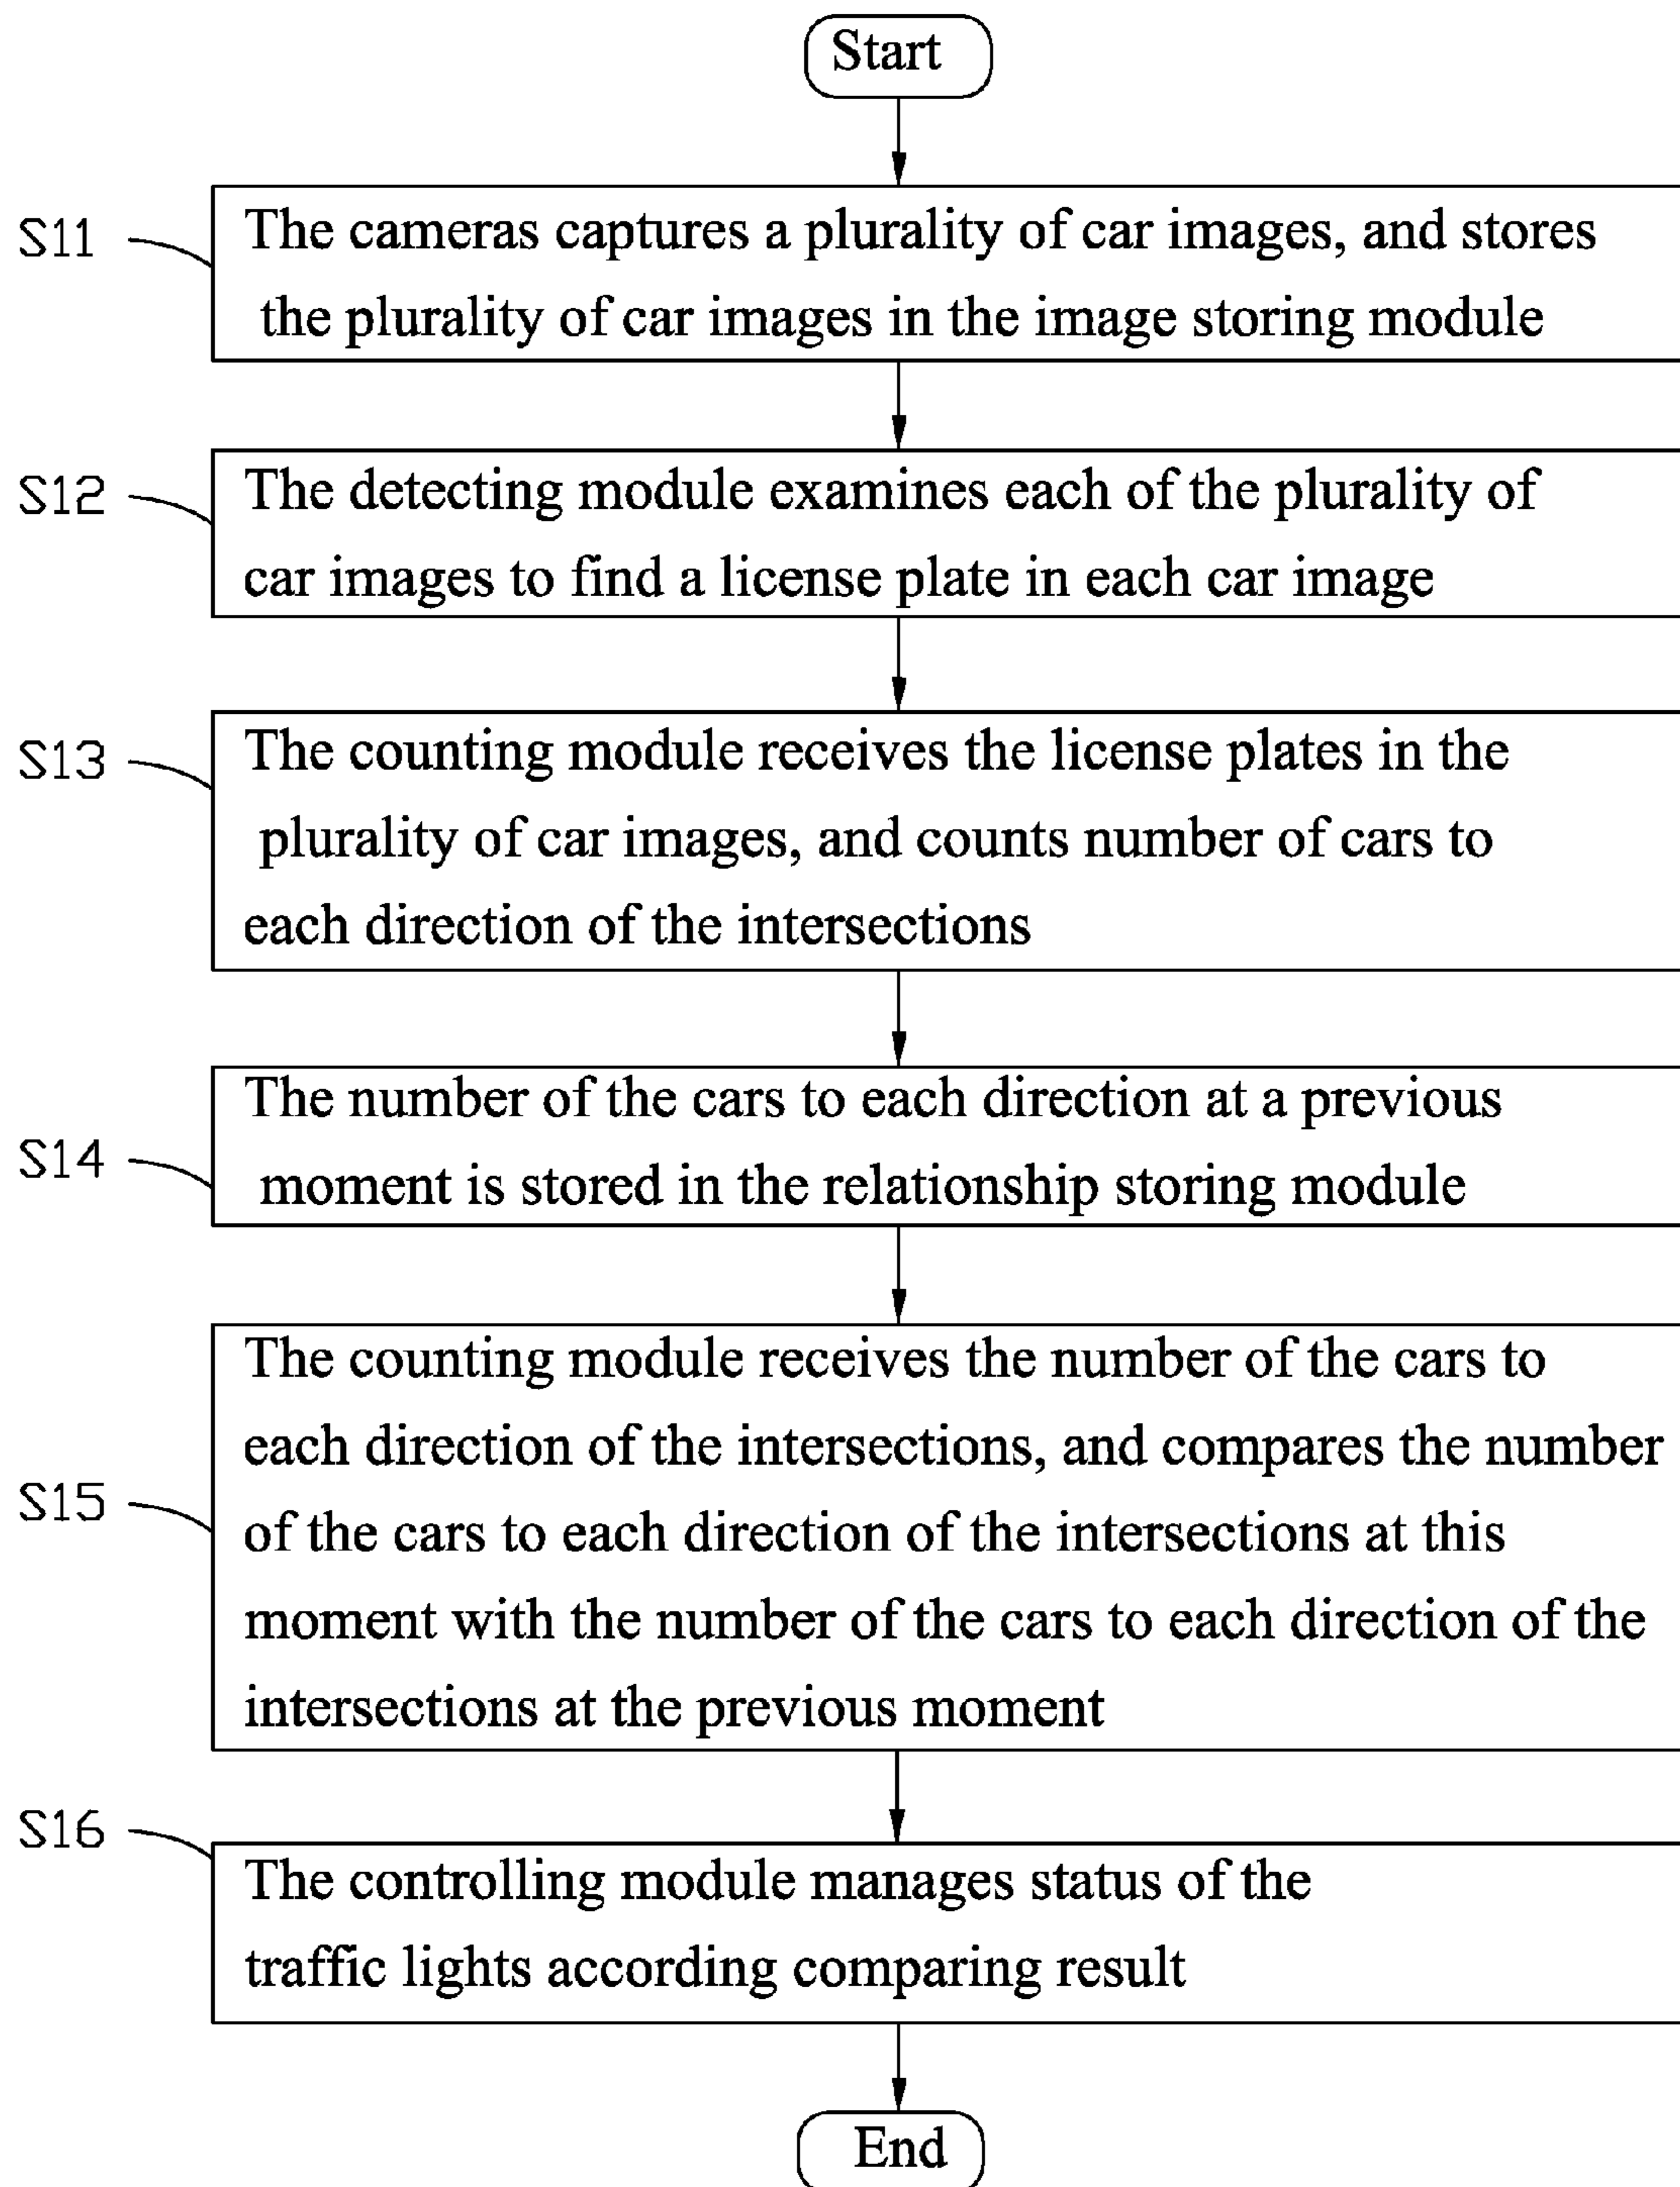 Start
S11
The cameras captures a plurality of car images, and stores
the plurality of car images in the image storing module
S12
The detecting module examines each of the plurality of
car images to find a license plate in each car image
S13
The counting module receives the license plates in the
plurality of car images, and counts number of cars to
each direction of the intersections
S14
The number of the cars to each direction at a previous
moment is stored in the relationship storing module
S15
The counting module receives the number of the cars to
each direction of the intersections, and compares the number
of the cars to each direction of the intersections at this
moment with the number of the cars to each direction of the
intersections at the previous moment
S16
The controlling module manages status of the
traffic lights according comparing result
End